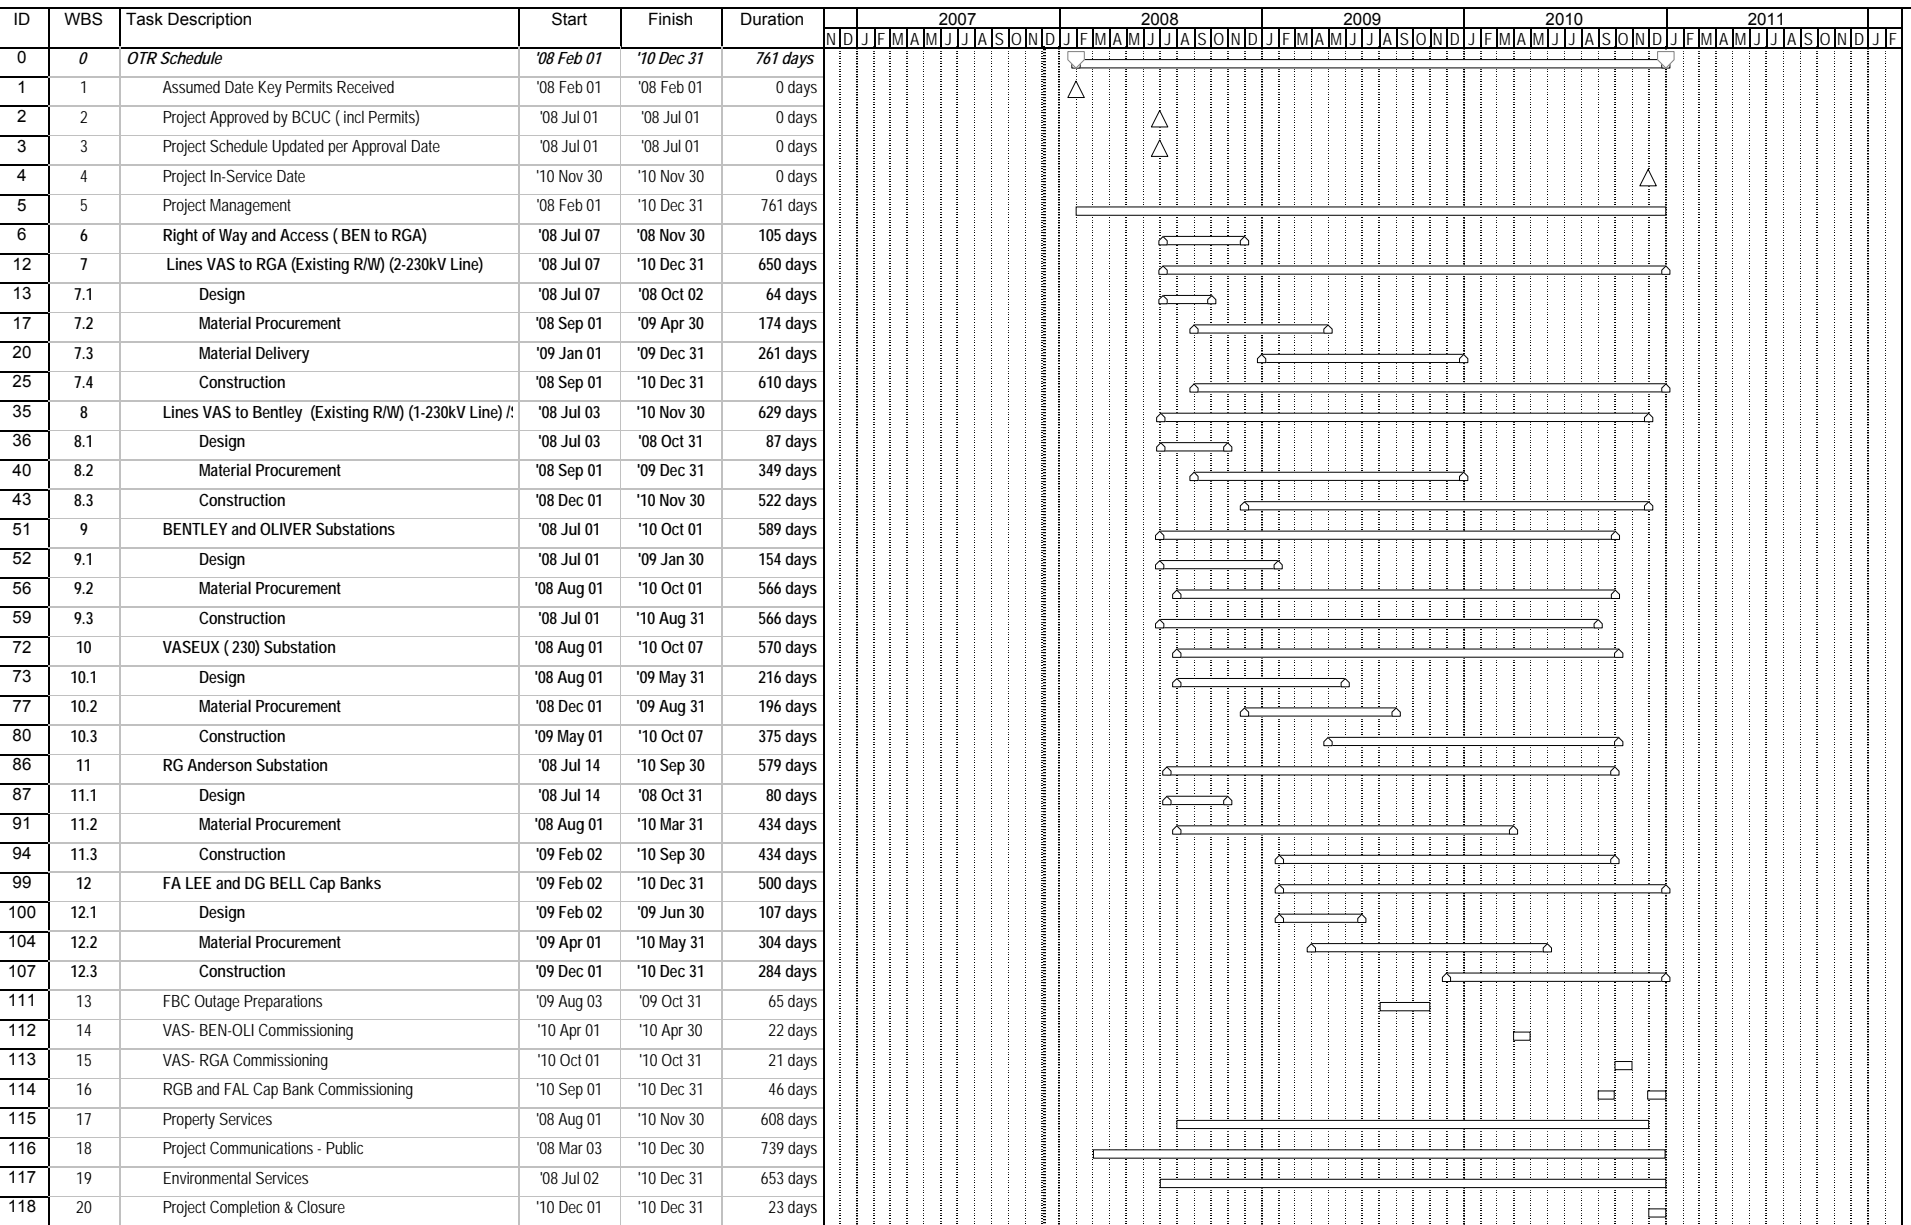 ID WBS Task Description Start Finish Duration 2007 2008 2009 2010 2011
N D J F M A M J J A S O N D J F M A M J J A S O N D J F M A M J J A S O N D J F M A M J J A S O N D J F M A M J J A S O N D J F
0 0 OTR Schedule '08 Feb 01 '10 Dec 31 761 days
1 1 Assumed Date Key Permits Received '08 Feb 01 '08 Feb 01 0 days
2 2 Project Approved by BCUC ( incl Permits) '08 Jul 01 '08 Jul 01 0 days
3 3 Project Schedule Updated per Approval Date '08 Jul 01 '08 Jul 01 0 days
4 4 Project In-Service Date '10 Nov 30 '10 Nov 30 0 days
5 5 Project Management '08 Feb 01 '10 Dec 31 761 days
6 6 Right of Way and Access ( BEN to RGA) '08 Jul 07 '08 Nov 30 105 days
12 7 Lines VAS to RGA (Existing R/W) (2-230kV Line) '08 Jul 07 '10 Dec 31 650 days
13 7.1 Design '08 Jul 07 '08 Oct 02 64 days
17 7.2 Material Procurement '08 Sep 01 '09 Apr 30 174 days
20 7.3 Material Delivery '09 Jan 01 '09 Dec 31 261 days
25 7.4 Construction '08 Sep 01 '10 Dec 31 610 days
35 8 Lines VAS to Bentley (Existing R/W) (1-230kV Line) / '08 Jul 03 '10 Nov 30 629 days
36 8.1 Design '08 Jul 03 '08 Oct 31 87 days
40 8.2 Material Procurement '08 Sep 01 '09 Dec 31 349 days
43 8.3 Construction '08 Dec 01 '10 Nov 30 522 days
51 9 BENTLEY and OLIVER Substations '08 Jul 01 '10 Oct 01 589 days
52 9.1 Design '08 Jul 01 '09 Jan 30 154 days
56 9.2 Material Procurement '08 Aug 01 '10 Oct 01 566 days
59 9.3 Construction '08 Jul 01 '10 Aug 31 566 days
72 10 VASEUX ( 230) Substation '08 Aug 01 '10 Oct 07 570 days
73 10.1 Design '08 Aug 01 '09 May 31 216 days
77 10.2 Material Procurement '08 Dec 01 '09 Aug 31 196 days
80 10.3 Construction '09 May 01 '10 Oct 07 375 days
86 11 RG Anderson Substation '08 Jul 14 '10 Sep 30 579 days
87 11.1 Design '08 Jul 14 '08 Oct 31 80 days
91 11.2 Material Procurement '08 Aug 01 '10 Mar 31 434 days
94 11.3 Construction '09 Feb 02 '10 Sep 30 434 days
99 12 FA LEE and DG BELL Cap Banks '09 Feb 02 '10 Dec 31 500 days
100 12.1 Design '09 Feb 02 '09 Jun 30 107 days
104 12.2 Material Procurement '09 Apr 01 '10 May 31 304 days
107 12.3 Construction '09 Dec 01 '10 Dec 31 284 days
111 13 FBC Outage Preparations '09 Aug 03 '09 Oct 31 65 days
112 14 VAS- BEN-OLI Commissioning '10 Apr 01 '10 Apr 30 22 days
113 15 VAS- RGA Commissioning '10 Oct 01 '10 Oct 31 21 days
114 16 RGB and FAL Cap Bank Commissioning '10 Sep 01 '10 Dec 31 46 days
115 17 Property Services '08 Aug 01 '10 Nov 30 608 days
116 18 Project Communications - Public '08 Mar 03 '10 Dec 30 739 days
117 19 Environmental Services '08 Jul 02 '10 Dec 31 653 days
118 20 Project Completion & Closure '10 Dec 01 '10 Dec 31 23 days